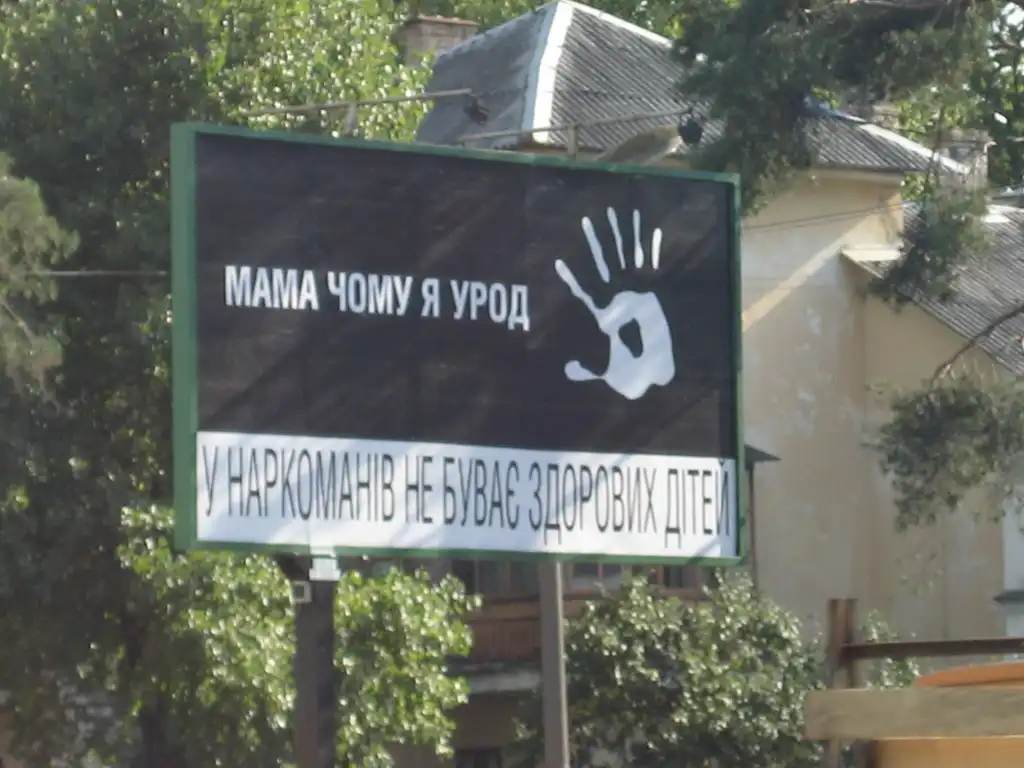 МАМА ЧОМУ Я УРОД
У НАРКОМАНІВ НЕ БУВАЄ ЗДОРОВИХ ДІТЕЙ